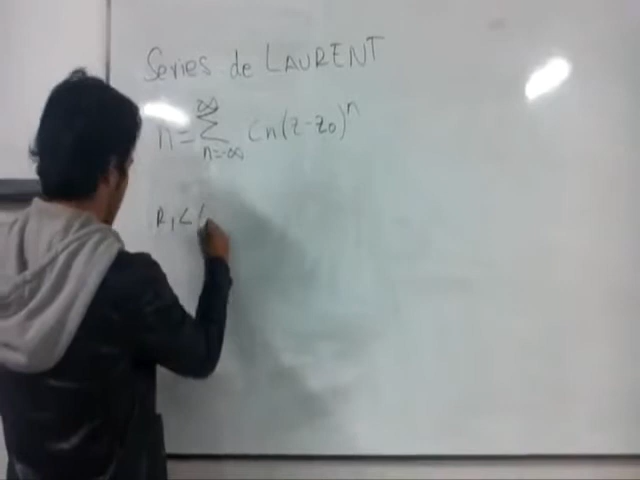 Series de LAURENT
n = ∑_{n=-∞}^{∞} Cn(z-z₀)ⁿ
R₁ < (